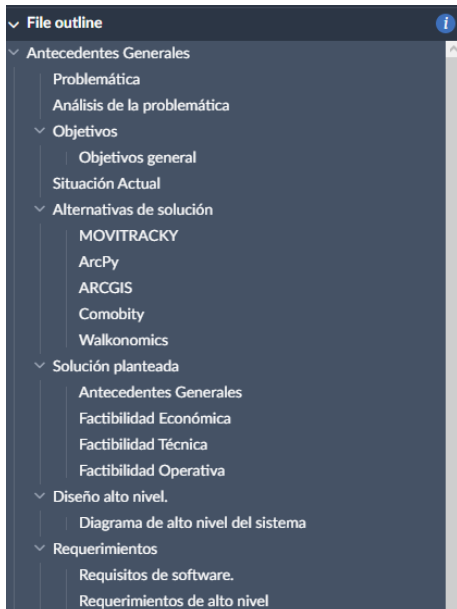 File outline
Antecedentes Generales
Problemática
Análisis de la problemática
Objetivos
Objetivos general
Situación Actual
Alternativas de solución
MOVITRACKY
ArcPy
ARCGIS
Comobity
Walkonomics
Solución planteada
Antecedentes Generales
Factibilidad Económica
Factibilidad Técnica
Factibilidad Operativa
Diseño alto nivel.
Diagrama de alto nivel del sistema
Requerimientos
Requisitos de software.
Requerimientos de alto nivel